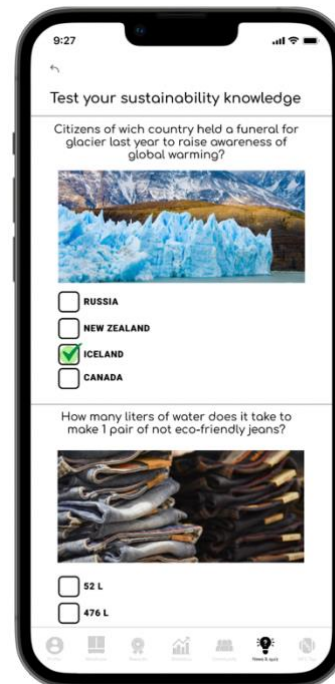 9:27
Test your sustainability knowledge
Citizens of wich country held a funeral for
glacier last year to raise awareness of
global warming?
RUSSIA
NEW ZEALAND
ICELAND
CANADA
How many liters of water does it take to
make 1 pair of not eco-friendly jeans?
52 L
476 L
News & quiz